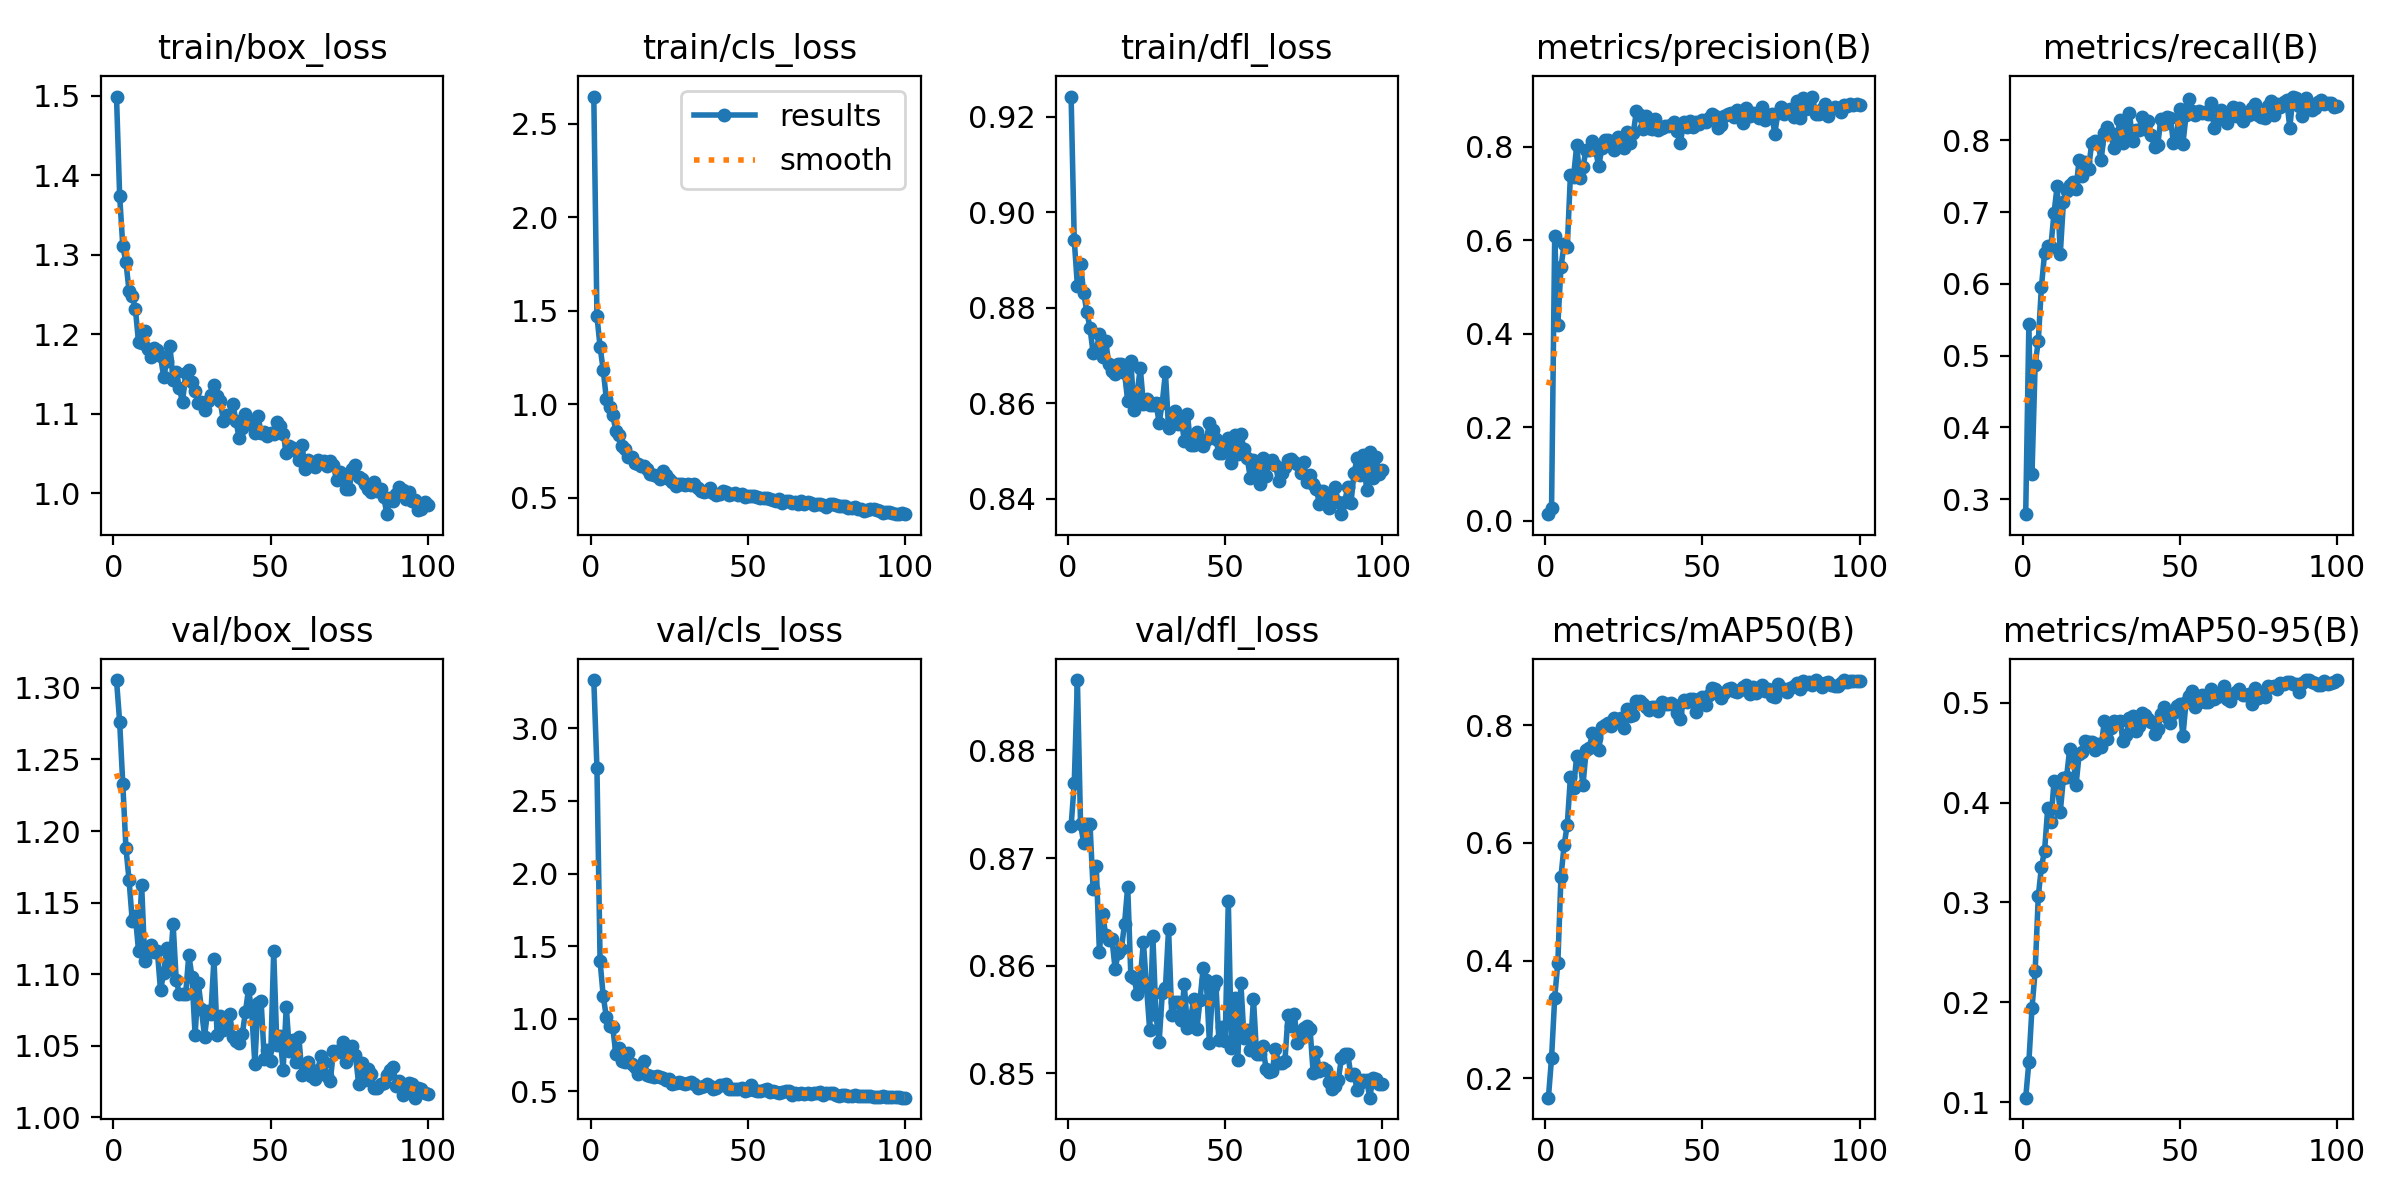 train/box_loss
1.5
1.4
1.3
1.2
1.1
1.0
0 50 100
train/cls_loss
results
smooth
2.5
2.0
1.5
1.0
0.5
0 50 100
train/dfl_loss
0.92
0.90
0.88
0.86
0.84
0 50 100
metrics/precision(B)
0.8
0.6
0.4
0.2
0.0
0 50 100
metrics/recall(B)
0.8
0.7
0.6
0.5
0.4
0.3
0 50 100
val/box_loss
1.30
1.25
1.20
1.15
1.10
1.05
1.00
0 50 100
val/cls_loss
3.0
2.5
2.0
1.5
1.0
0.5
0 50 100
val/dfl_loss
0.88
0.87
0.86
0.85
0 50 100
metrics/mAP50(B)
0.8
0.6
0.4
0.2
0 50 100
metrics/mAP50-95(B)
0.5
0.4
0.3
0.2
0.1
0 50 100